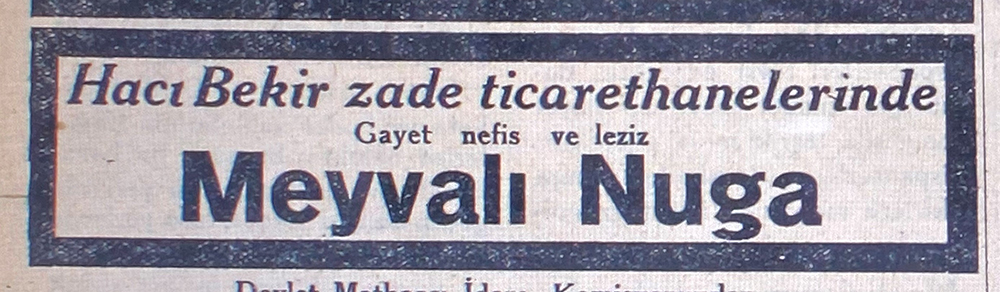 Hacı Bekir zade ticarethanelerinde
Gayet nefis ve leziz
Meyvalı Nuga